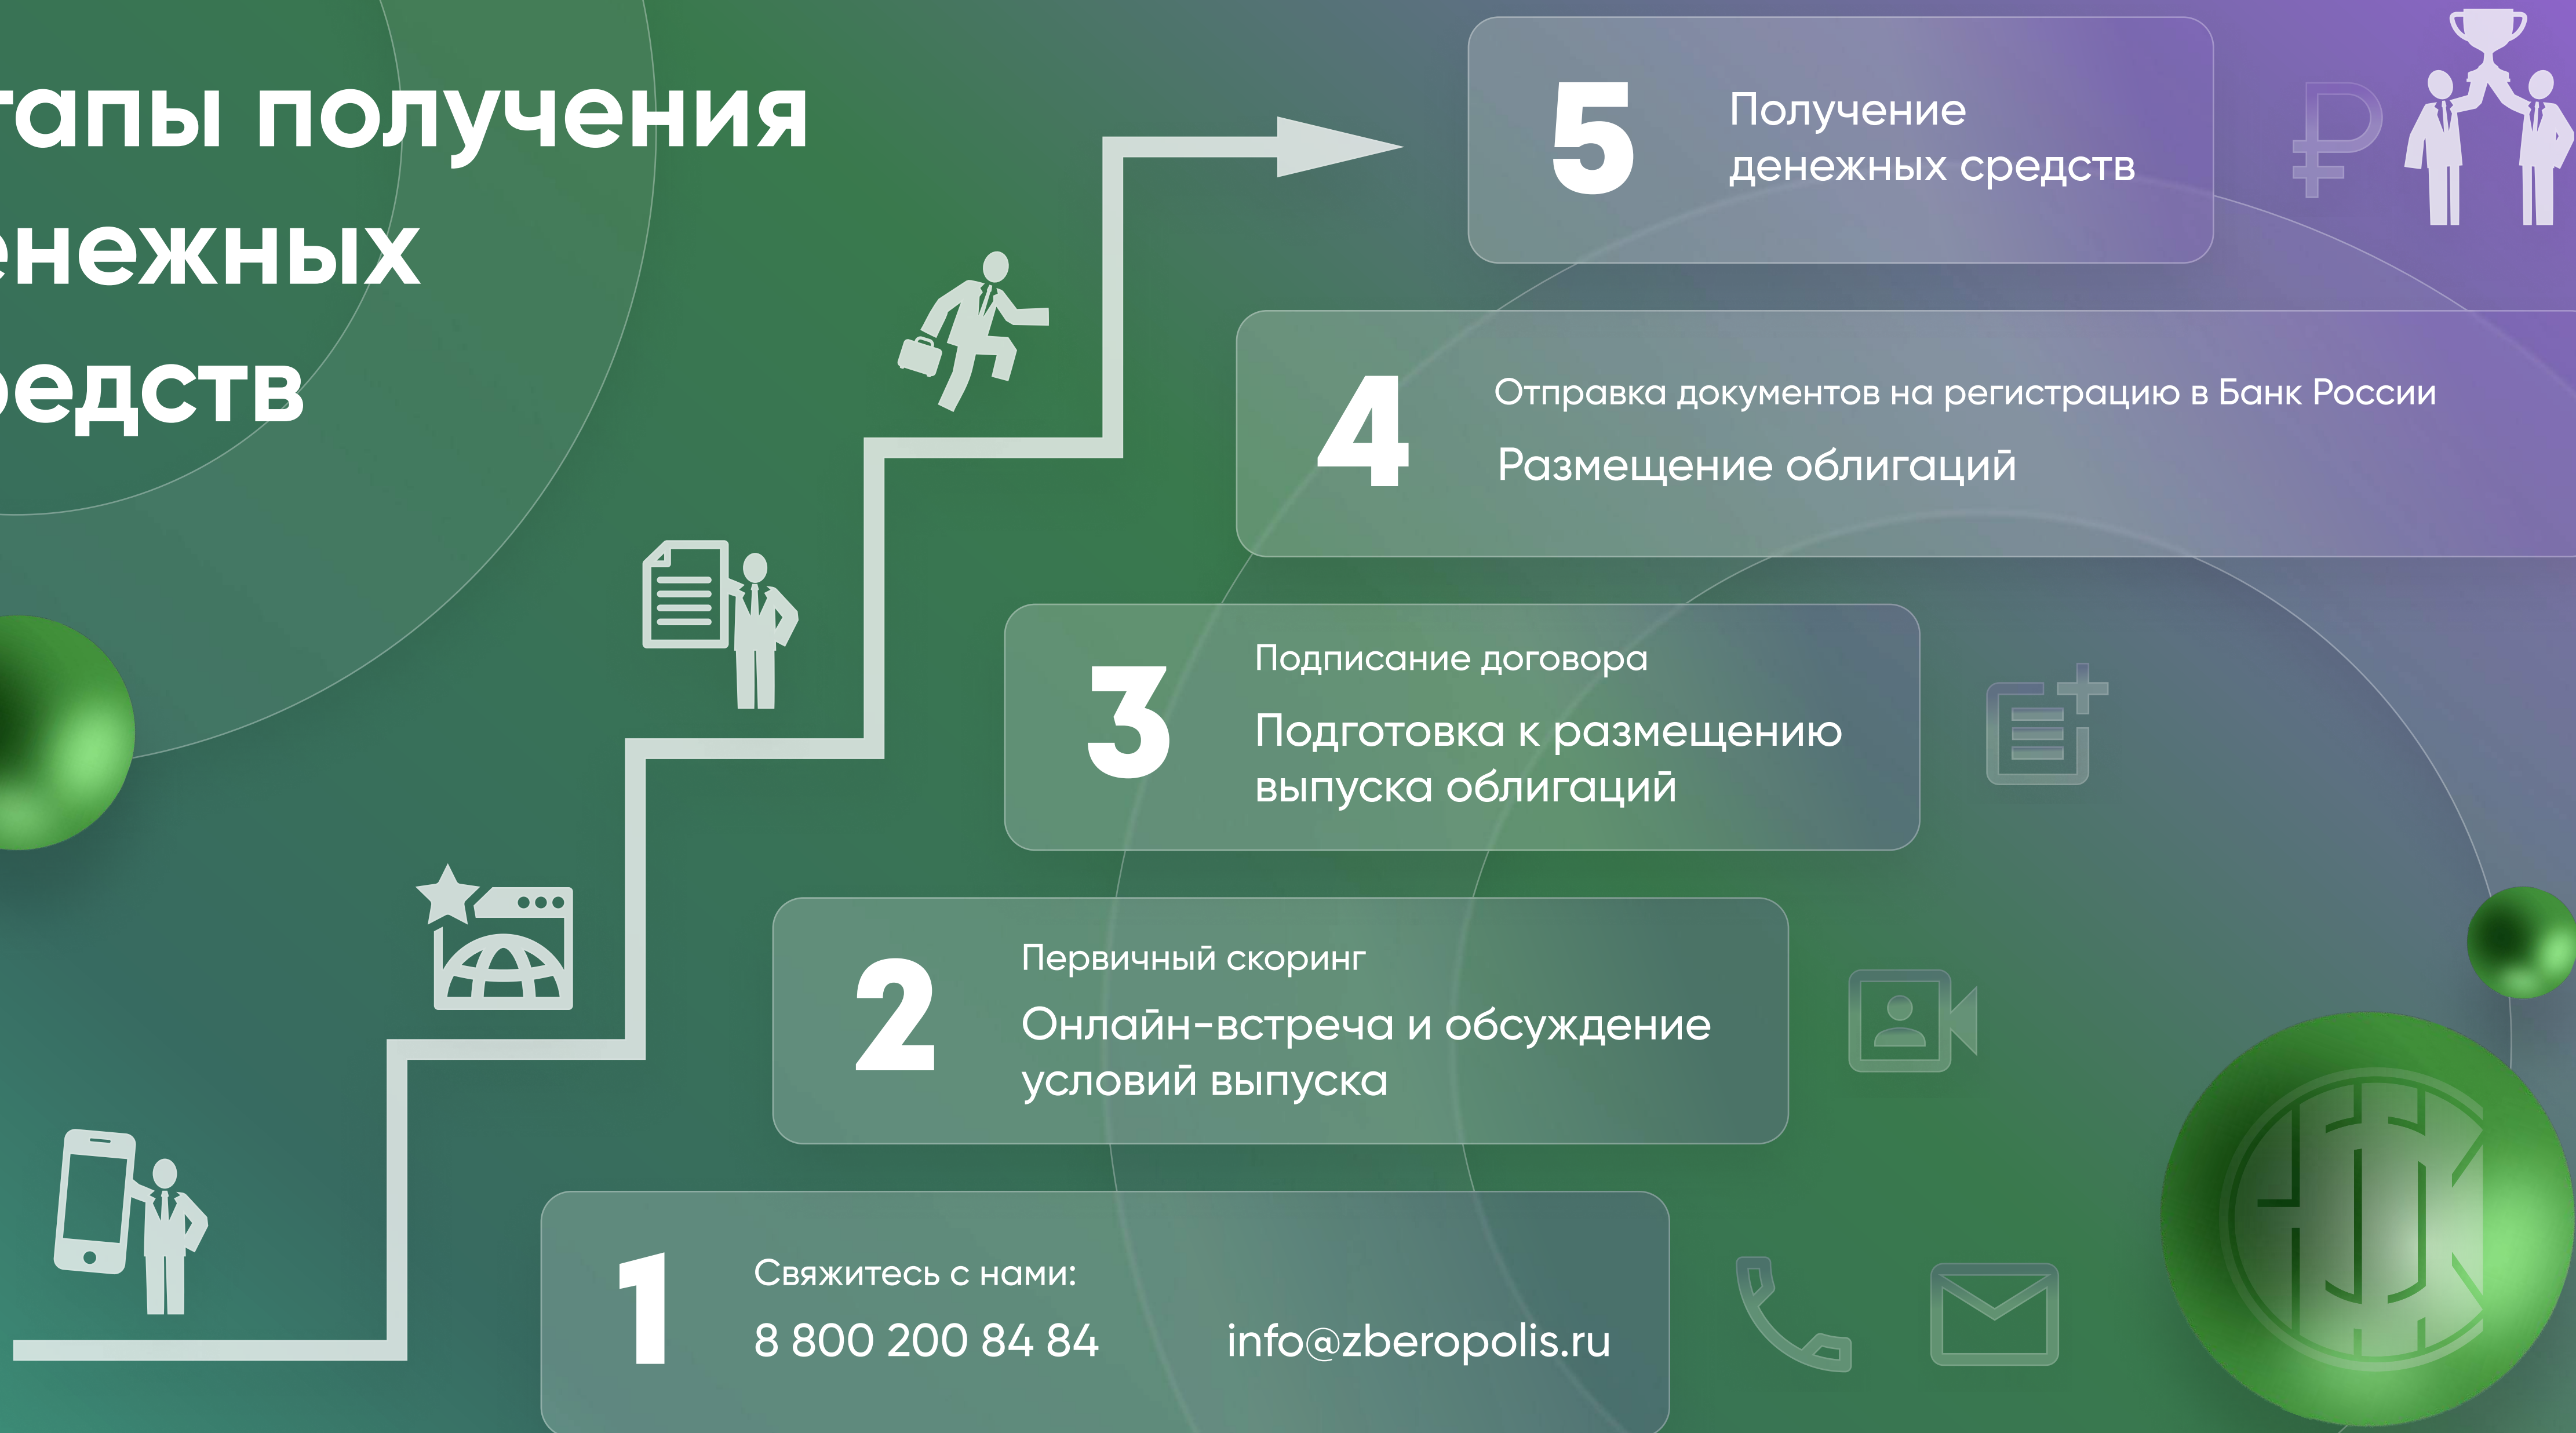 тапы получения
енежных
редств
5
Получение
денежных средств
4
Отправка документов на регистрацию в Банк России
Размещение облигаций
3
Подписание договора
Подготовка к размещению
выпуска облигаций
2
Первичный скоринг
Онлайн-встреча и обсуждение
условий выпуска
1
Свяжитесь с нами:
8 800 200 84 84 info@zberopolis.ru